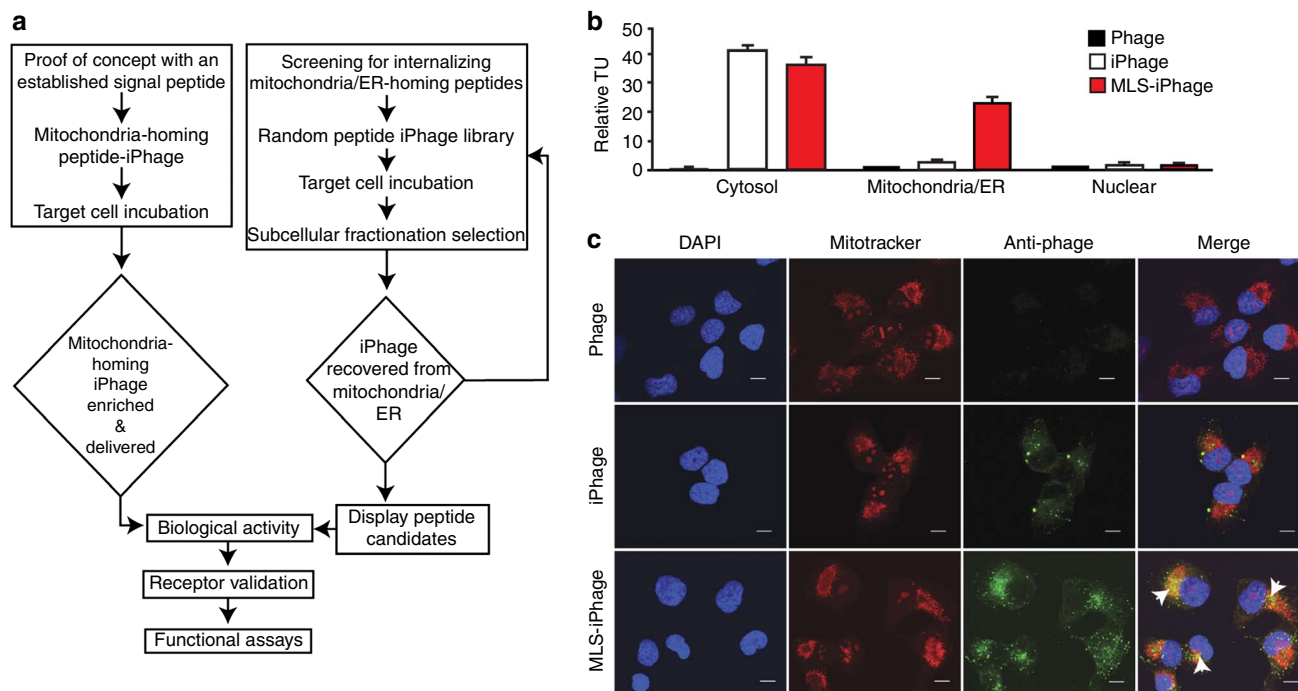 a
Proof of concept with an
established signal peptide
Mitochondria-homing
peptide-iPhage
Target cell incubation
Mitochondria-
homing
iPhage
enriched
&
delivered
Screening for internalizing
mitochondria/ER-homing peptides
Random peptide iPhage library
Target cell incubation
Subcellular fractionation selection
iPhage
recovered from
mitochondria/
ER
Display peptide
candidates
Biological activity
Receptor validation
Functional assays
b
Relative TU
50
40
30
20
10
0
Cytosol
Mitochondria/ER
Nuclear
Phage
iPhage
MLS-iPhage
c
DAPI
Mitotracker
Anti-phage
Merge
Phage
iPhage
MLS-iPhage